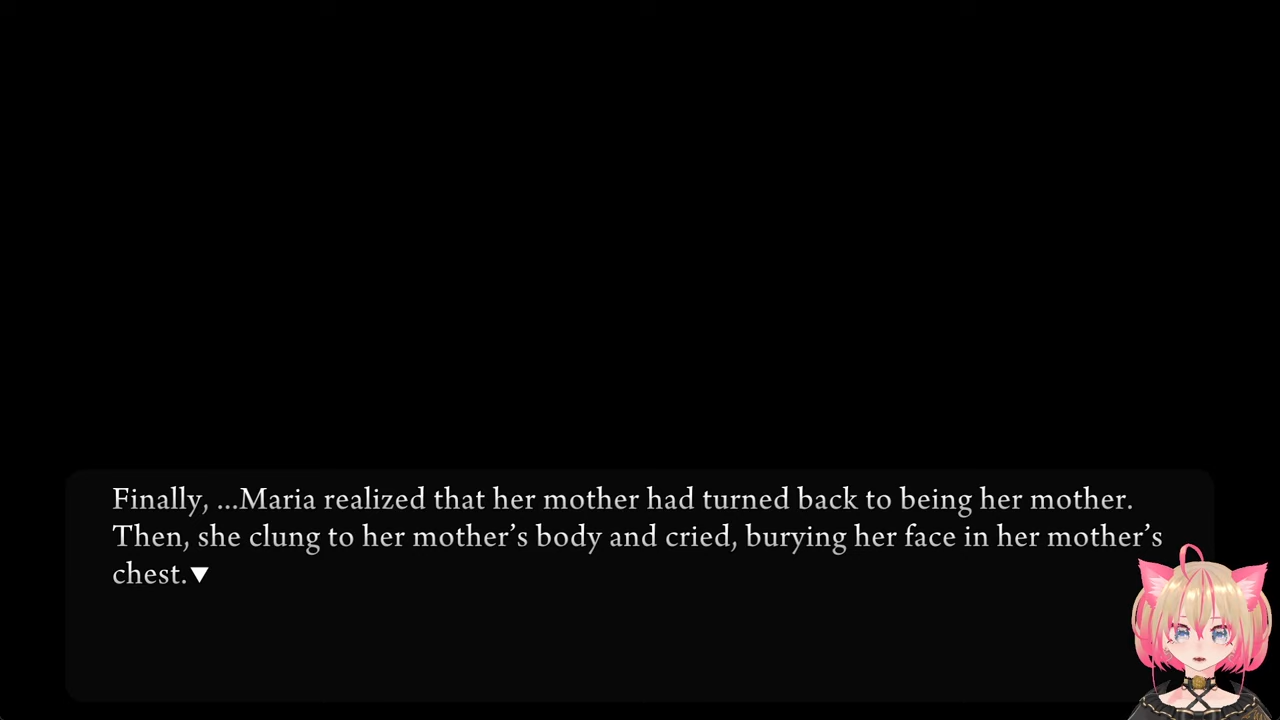 Finally, ...Maria realized that her mother had turned back to being her mother.
Then, she clung to her mother’s body and cried, burying her face in her mother’s
chest.▼